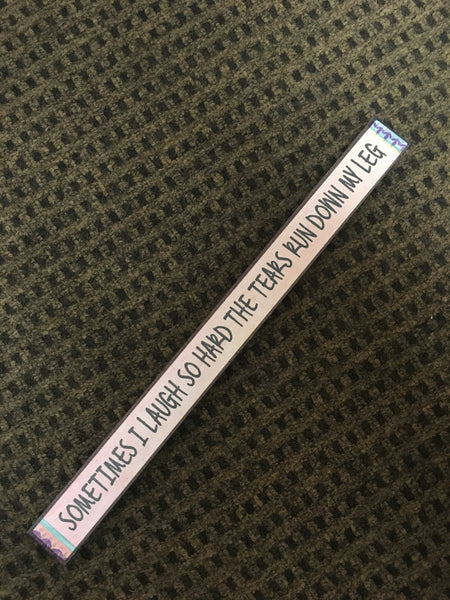 SOMETIMES I LAUGH SO HARD THE TEARS RUN DOWN MY LEG